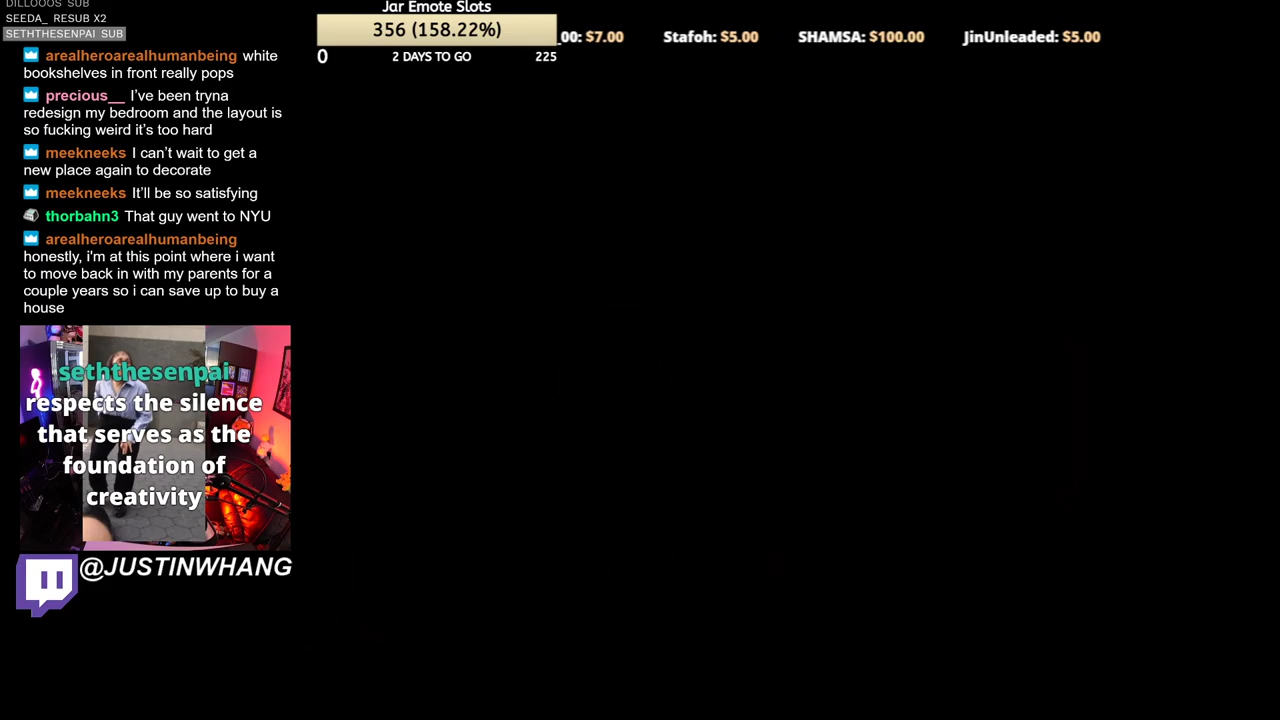 DILLOOOS SUB
SEEDA_ RESUB X2
SETHTHESENPAI SUB
arealheroarealhumanbeing white
bookshelves in front really pops
precious__ I've been tryna
redesign my bedroom and the layout is
so fucking weird it's too hard
meekneeks I can't wait to get a
new place again to decorate
meekneeks It'll be so satisfying
thorbahn3 That guy went to NYU
arealheroarealhumanbeing
honestly, i'm at this point where i want
to move back in with my parents for a
couple years so i can save up to buy a
house
seththesenpai
respects the silence
that serves as the
foundation of
creativity
@JUSTINWHANG
Jar Emote Slots
356 (158.22%)
0 2 DAYS TO GO 225
_00: $7.00 Stafoh: $5.00 SHAMSA: $100.00 JinUnleaded: $5.00